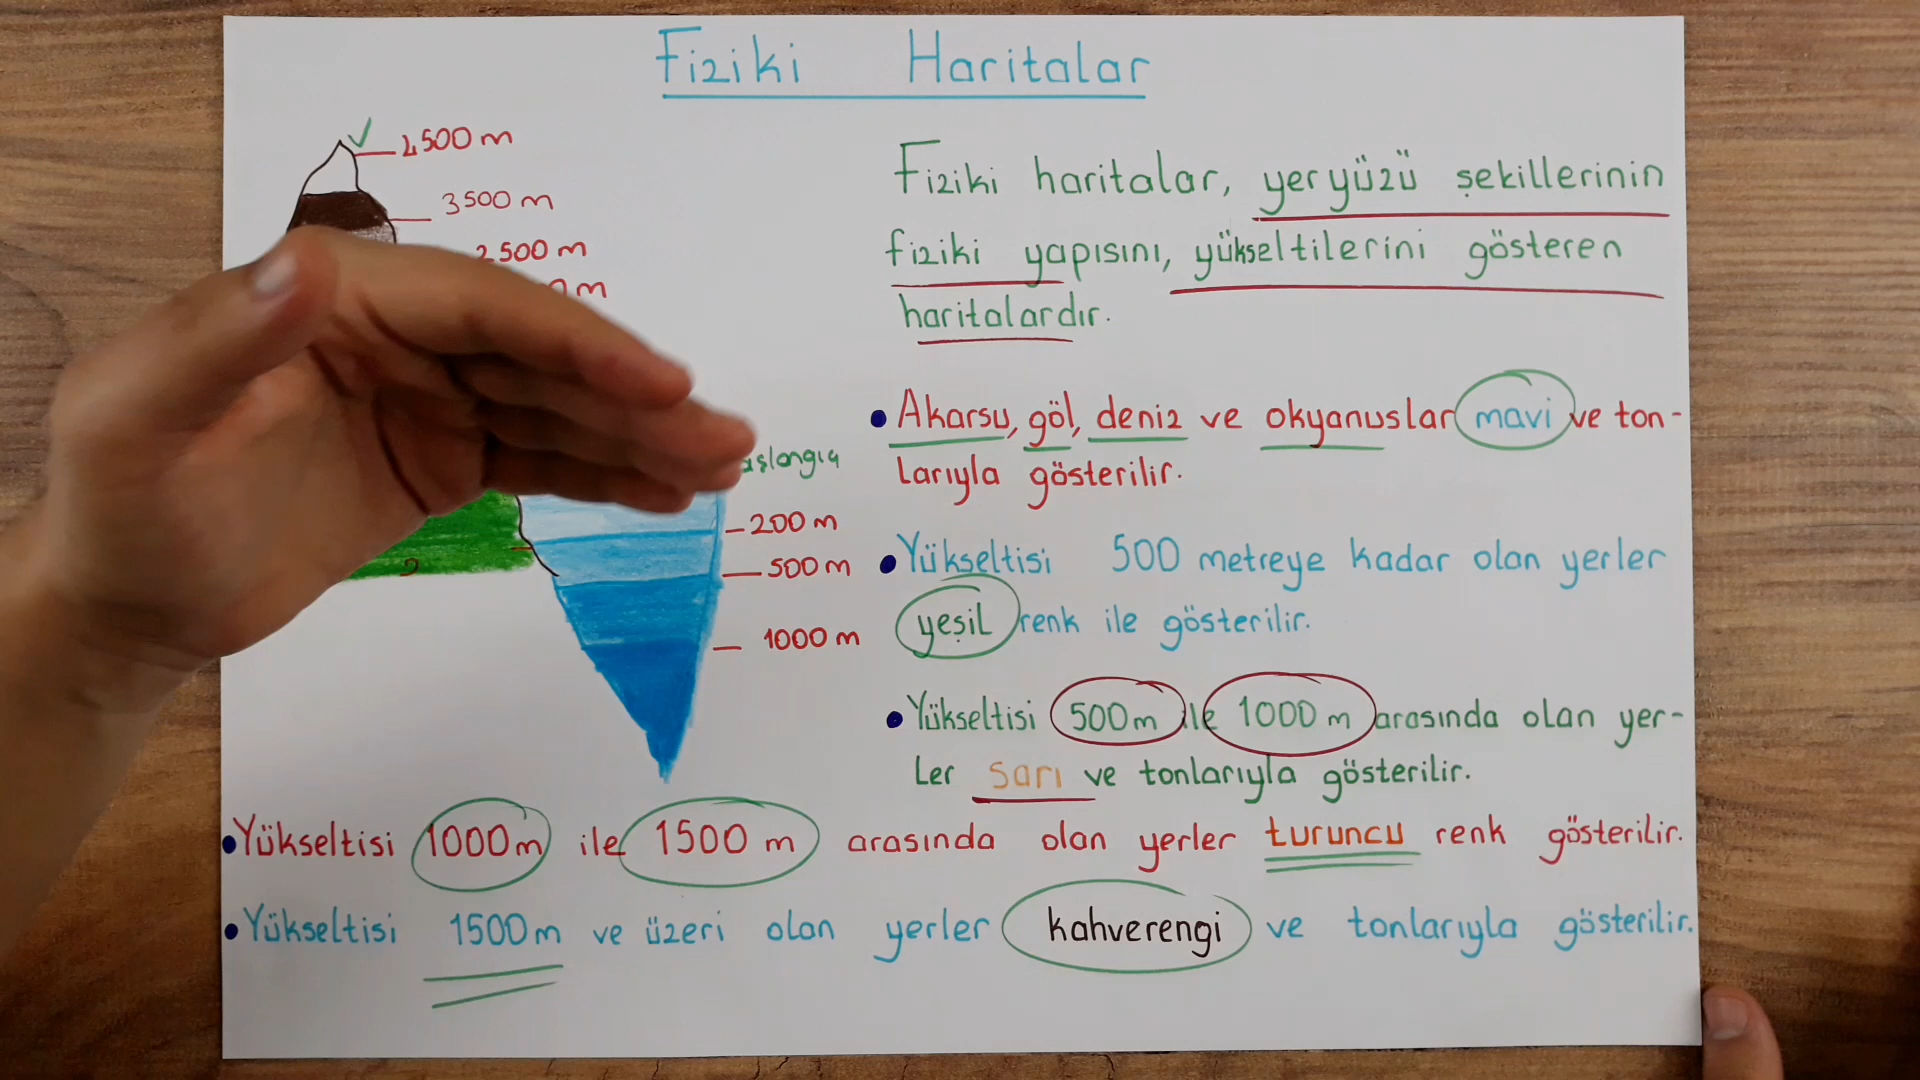 Fiziki Haritalar
4500 m
3500 m
2500 m
Fiziki haritalar, yeryüzü şekillerinin
fiziki yapısını, yükseltilerini gösteren
haritalardır.
• Akarsu, göl, deniz ve okyanuslar mavi ve ton-
larıyla gösterilir.
200 m
500 m
1000 m
• Yükseltisi 500 metreye kadar olan yerler
yeşil renk ile gösterilir.
• Yükseltisi 500m ile 1000 m arasında olan yer-
ler sarı ve tonlarıyla gösterilir.
• Yükseltisi 1000m ile 1500 m arasında olan yerler turuncu renk gösterilir.
• Yükseltisi 1500m ve üzeri olan yerler kahverengi ve tonlarıyla gösterilir.